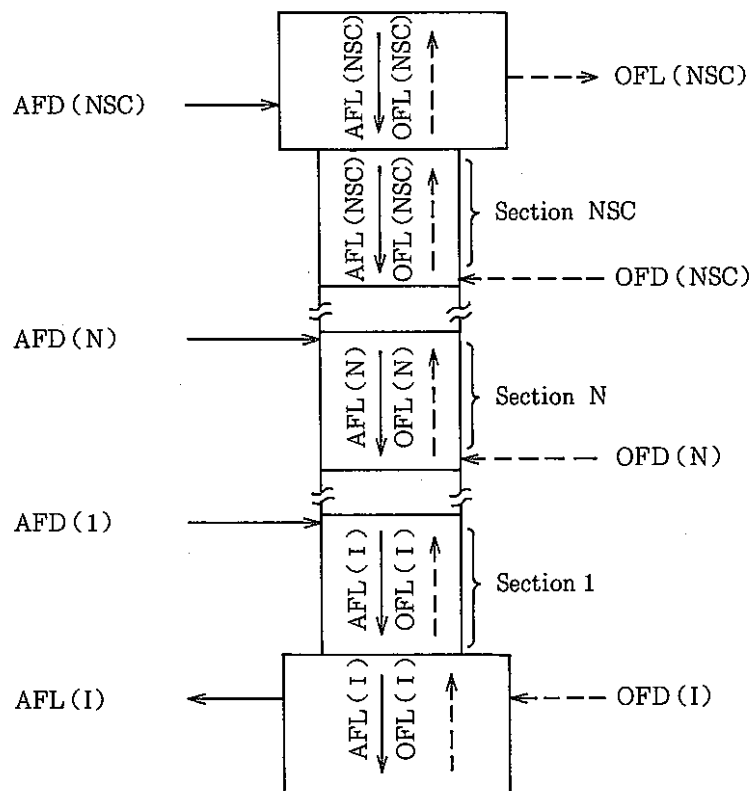 AFL(NSC)
OFL(NSC)
OFL(NSC)
AFD(NSC)
AFL(NSC)
OFL(NSC)
Section NSC
OFD(NSC)
AFD(N)
AFL(N)
OFL(N)
Section N
OFD(N)
AFD(1)
AFL(I)
OFL(I)
Section 1
AFL(I)
AFL(I)
OFL(I)
OFD(I)